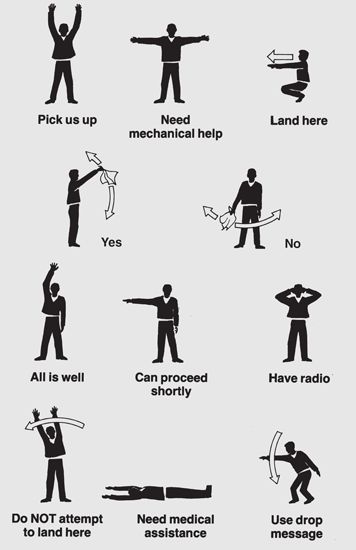 Pick us up
Need
mechanical help
Land here
Yes
No
All is well
Can proceed
shortly
Have radio
Do NOT attempt
to land here
Need medical
assistance
Use drop
message